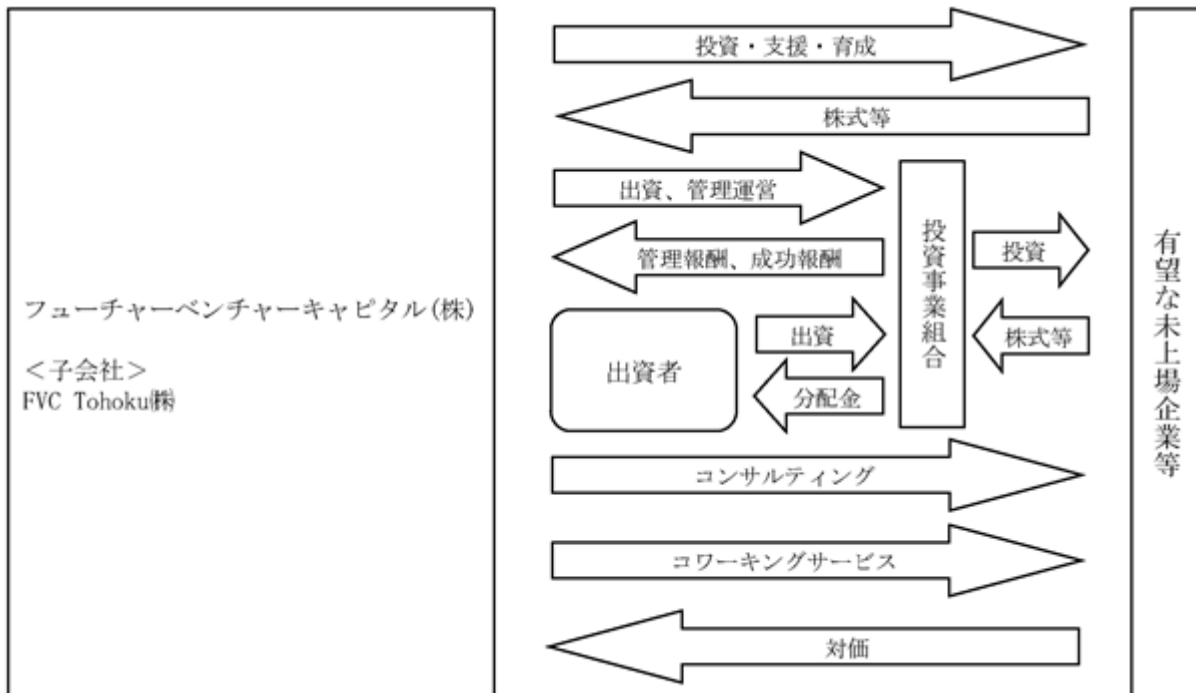 投資・支援・育成
株式等
出資、管理運営
管理報酬、成功報酬
フューチャーベンチャーキャピタル(株)
<子会社>
FVC Tohoku㈱
出資者
出資
分配金
投資事業組合
投資
株式等
有望な未上場企業等
コンサルティング
コワーキングサービス
対価